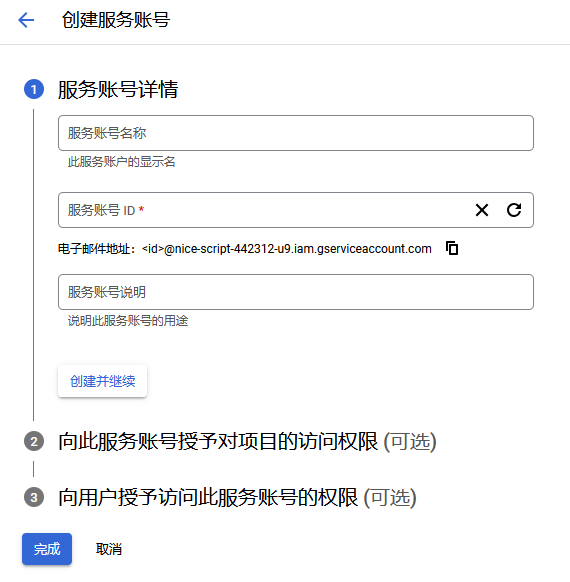 创建服务账号
1 服务账号详情
服务账号名称
此服务账户的显示名
服务账号 ID *
电子邮件地址：<id>@nice-script-442312-u9.iam.gserviceaccount.com
服务账号说明
说明此服务账号的用途
创建并继续
2 向此服务账号授予对项目的访问权限 (可选)
3 向用户授予访问此服务账号的权限 (可选)
完成 取消